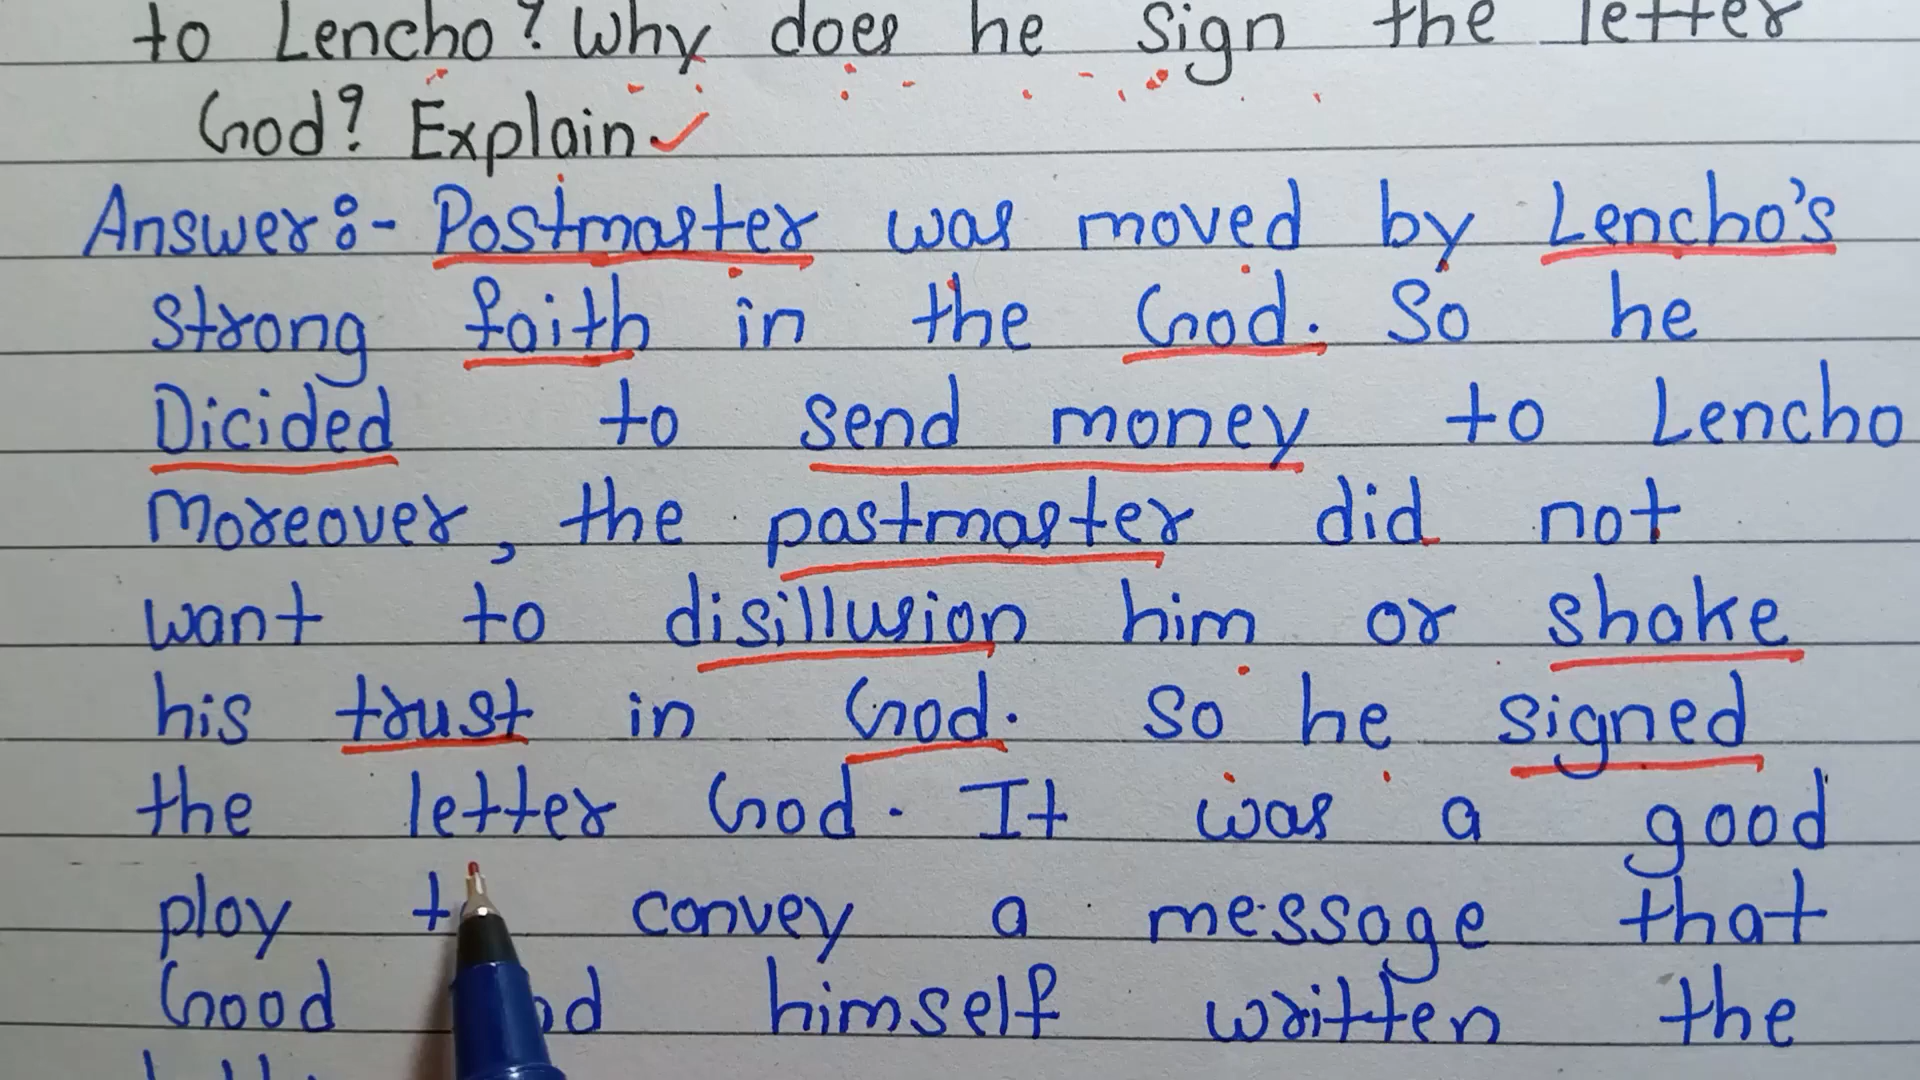 to Lencho? Why does he sign the letter
God? Explain
Answer:- Postmaster was moved by Lencho's
strong faith in the God. So he
Dicided to send money to Lencho
Moreover, the postmaster did not
want to disillusion him or shake
his trust in God. So he signed
the letter God. It was a good
ploy convey a message that
Good himself written the